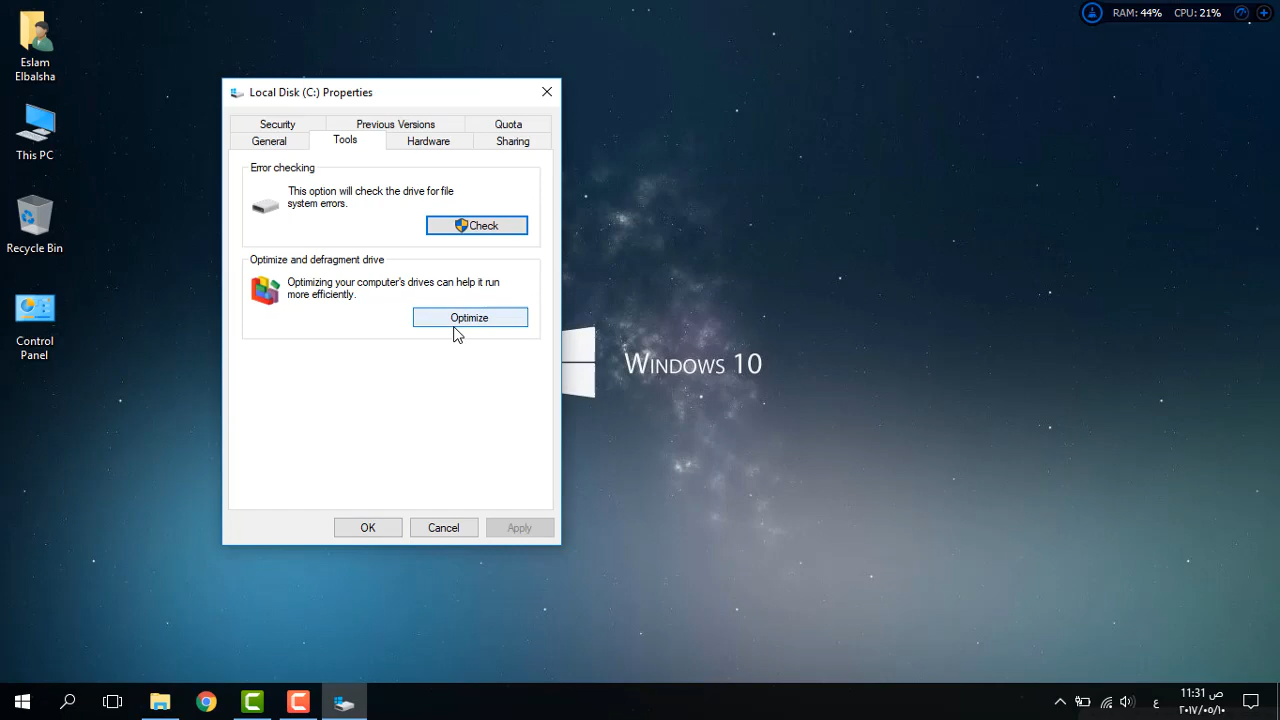 RAM: 44% CPU: 21%
Eslam
Elbalsha
This PC
Recycle Bin
Control
Panel
Local Disk (C:) Properties
Security Previous Versions Quota
General Tools Hardware Sharing
Error checking
This option will check the drive for file
system errors.
Check
Optimize and defragment drive
Optimizing your computer's drives can help it run
more efficiently.
Optimize
OK Cancel Apply
WINDOWS 10
ع
11:31 ص
٢٠١٧/٠٥/١٠